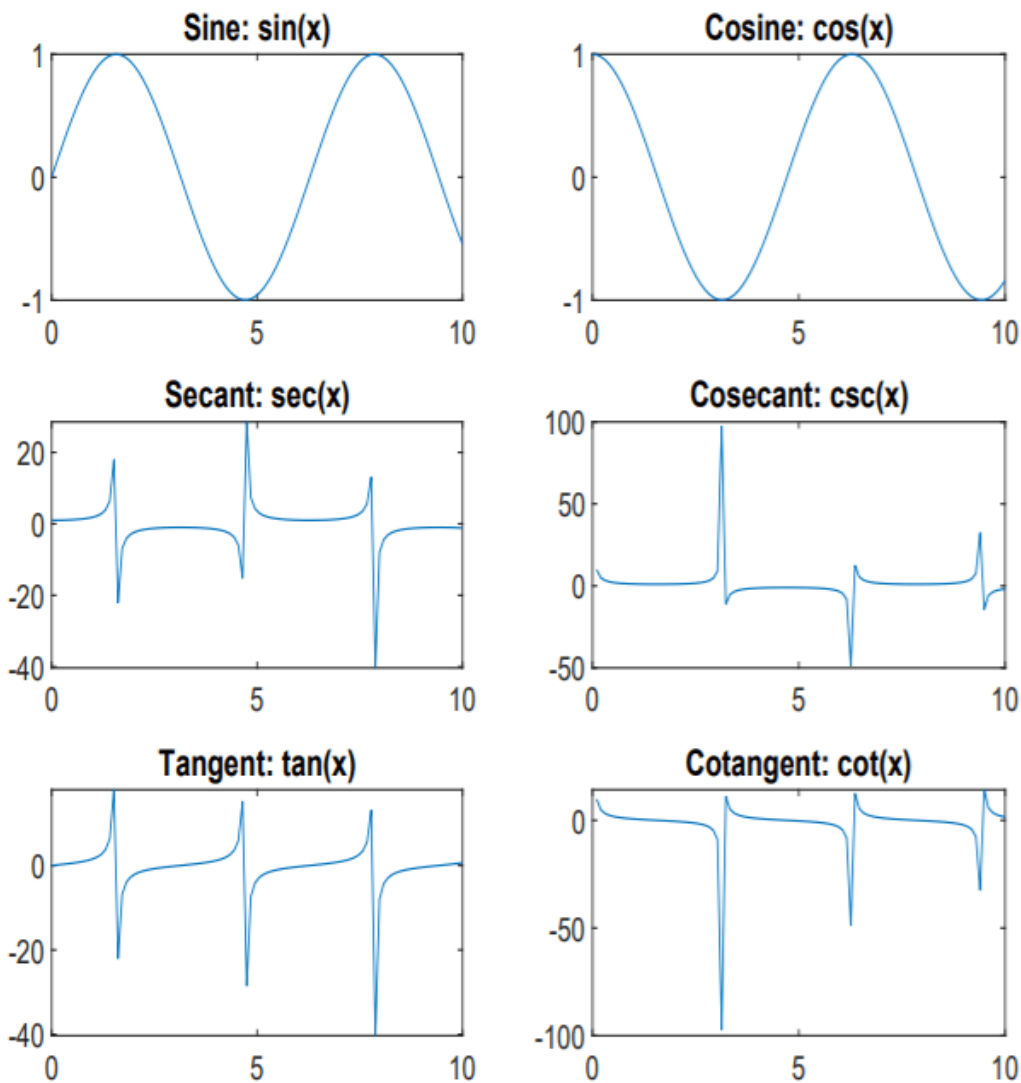 Sine: sin(x)
1
0
-1
0 5 10
Cosine: cos(x)
1
0
-1
0 5 10
Secant: sec(x)
20
0
-20
-40
0 5 10
Cosecant: csc(x)
100
50
0
-50
0 5 10
Tangent: tan(x)
0
-20
-40
0 5 10
Cotangent: cot(x)
0
-50
-100
0 5 10